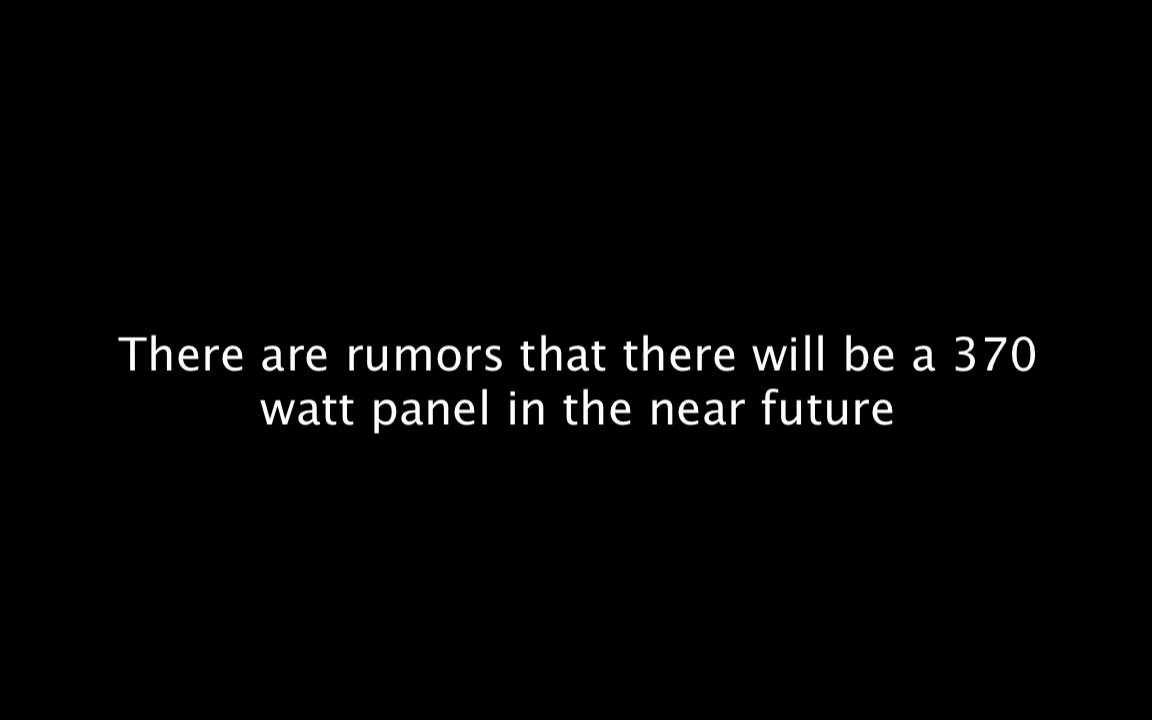 There are rumors that there will be a 370
watt panel in the near future